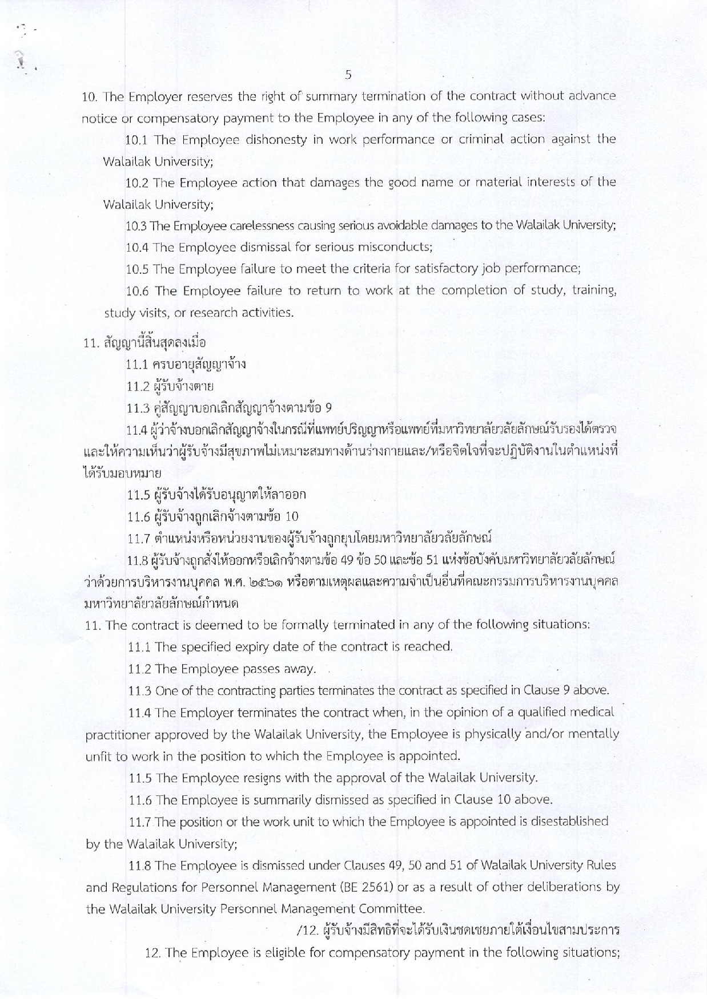 5
10. The Employer reserves the right of summary termination of the contract without advance
notice or compensatory payment to the Employee in any of the following cases:
10.1 The Employee dishonesty in work performance or criminal action against the
Walailak University;
10.2 The Employee action that damages the good name or material interests of the
Walailak University;
10.3 The Employee carelessness causing serious avoidable damages to the Walailak University;
10.4 The Employee dismissal for serious misconducts;
10.5 The Employee failure to meet the criteria for satisfactory job performance;
10.6 The Employee failure to return to work at the completion of study, training,
study visits, or research activities.
11. สัญญานี้สิ้นสุดลงเมื่อ
11.1 ครบอายุสัญญาจ้าง
11.2 ผู้รับจ้างตาย
11.3 คู่สัญญาบอกเลิกสัญญาจ้างตามข้อ 9
11.4 ผู้ว่าจ้างบอกเลิกสัญญาจ้างในกรณีที่แพทย์ปริญญาหรือแพทย์ที่มหาวิทยาลัยวลัยลักษณ์รับรองได้ตรวจ
และให้ความเห็นว่าผู้รับจ้างมีสุขภาพไม่เหมาะสมทางด้านร่างกายและ/หรือจิตใจที่จะปฏิบัติงานในตำแหน่งที่
ได้รับมอบหมาย
11.5 ผู้รับจ้างได้รับอนุญาตให้ลาออก
11.6 ผู้รับจ้างถูกเลิกจ้างตามข้อ 10
11.7 ตำแหน่งหรือหน่วยงานของผู้รับจ้างถูกยุบโดยมหาวิทยาลัยวลัยลักษณ์
11.8 ผู้รับจ้างถูกสั่งให้ออกหรือเลิกจ้างตามข้อ 49 ข้อ 50 และข้อ 51 แห่งข้อบังคับมหาวิทยาลัยวลัยลักษณ์
ว่าด้วยการบริหารงานบุคคล พ.ศ. ๒๕๖๑ หรือตามเหตุผลและความจำเป็นอื่นที่คณะกรรมการบริหารงานบุคคล
มหาวิทยาลัยวลัยลักษณ์กำหนด
11. The contract is deemed to be formally terminated in any of the following situations:
11.1 The specified expiry date of the contract is reached.
11.2 The Employee passes away.
11.3 One of the contracting parties terminates the contract as specified in Clause 9 above.
11.4 The Employer terminates the contract when, in the opinion of a qualified medical
practitioner approved by the Walailak University, the Employee is physically and/or mentally
unfit to work in the position to which the Employee is appointed.
11.5 The Employee resigns with the approval of the Walailak University.
11.6 The Employee is summarily dismissed as specified in Clause 10 above.
11.7 The position or the work unit to which the Employee is appointed is disestablished
by the Walailak University;
11.8 The Employee is dismissed under Clauses 49, 50 and 51 of Walailak University Rules
and Regulations for Personnel Management (BE 2561) or as a result of other deliberations by
the Walailak University Personnel Management Committee.
/12. ผู้รับจ้างมีสิทธิที่จะได้รับเงินชดเชยภายใต้เงื่อนไขสามประการ
12. The Employee is eligible for compensatory payment in the following situations;